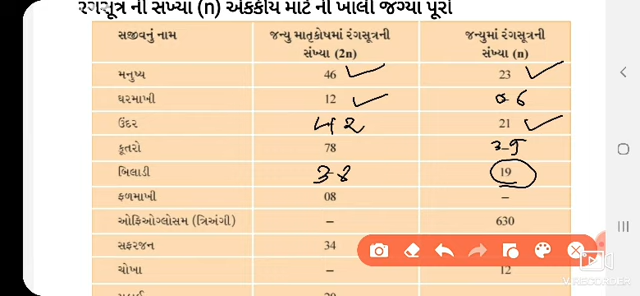 રંગસૂત્ર ની સંખ્યા (n) એકકીય માટે ની ખાલી જગ્યા પૂરો
સજીવનું નામ જન્યુ માતૃકોષમાં રંગસૂત્રની સંખ્યા (2n) જન્યુમાં રંગસૂત્રની સંખ્યા (n)
મનુષ્ય 46 23
ઘરમાખી 12 06
ઉંદર 42 21
કૂતરો 78 39
બિલાડી 38 19
ફળમાખી 08 –
ઓફિઓગ્લોસમ (ત્રિઅંગી) – 630
સફરજન 34
ચોખા – 12
V.RECORDER